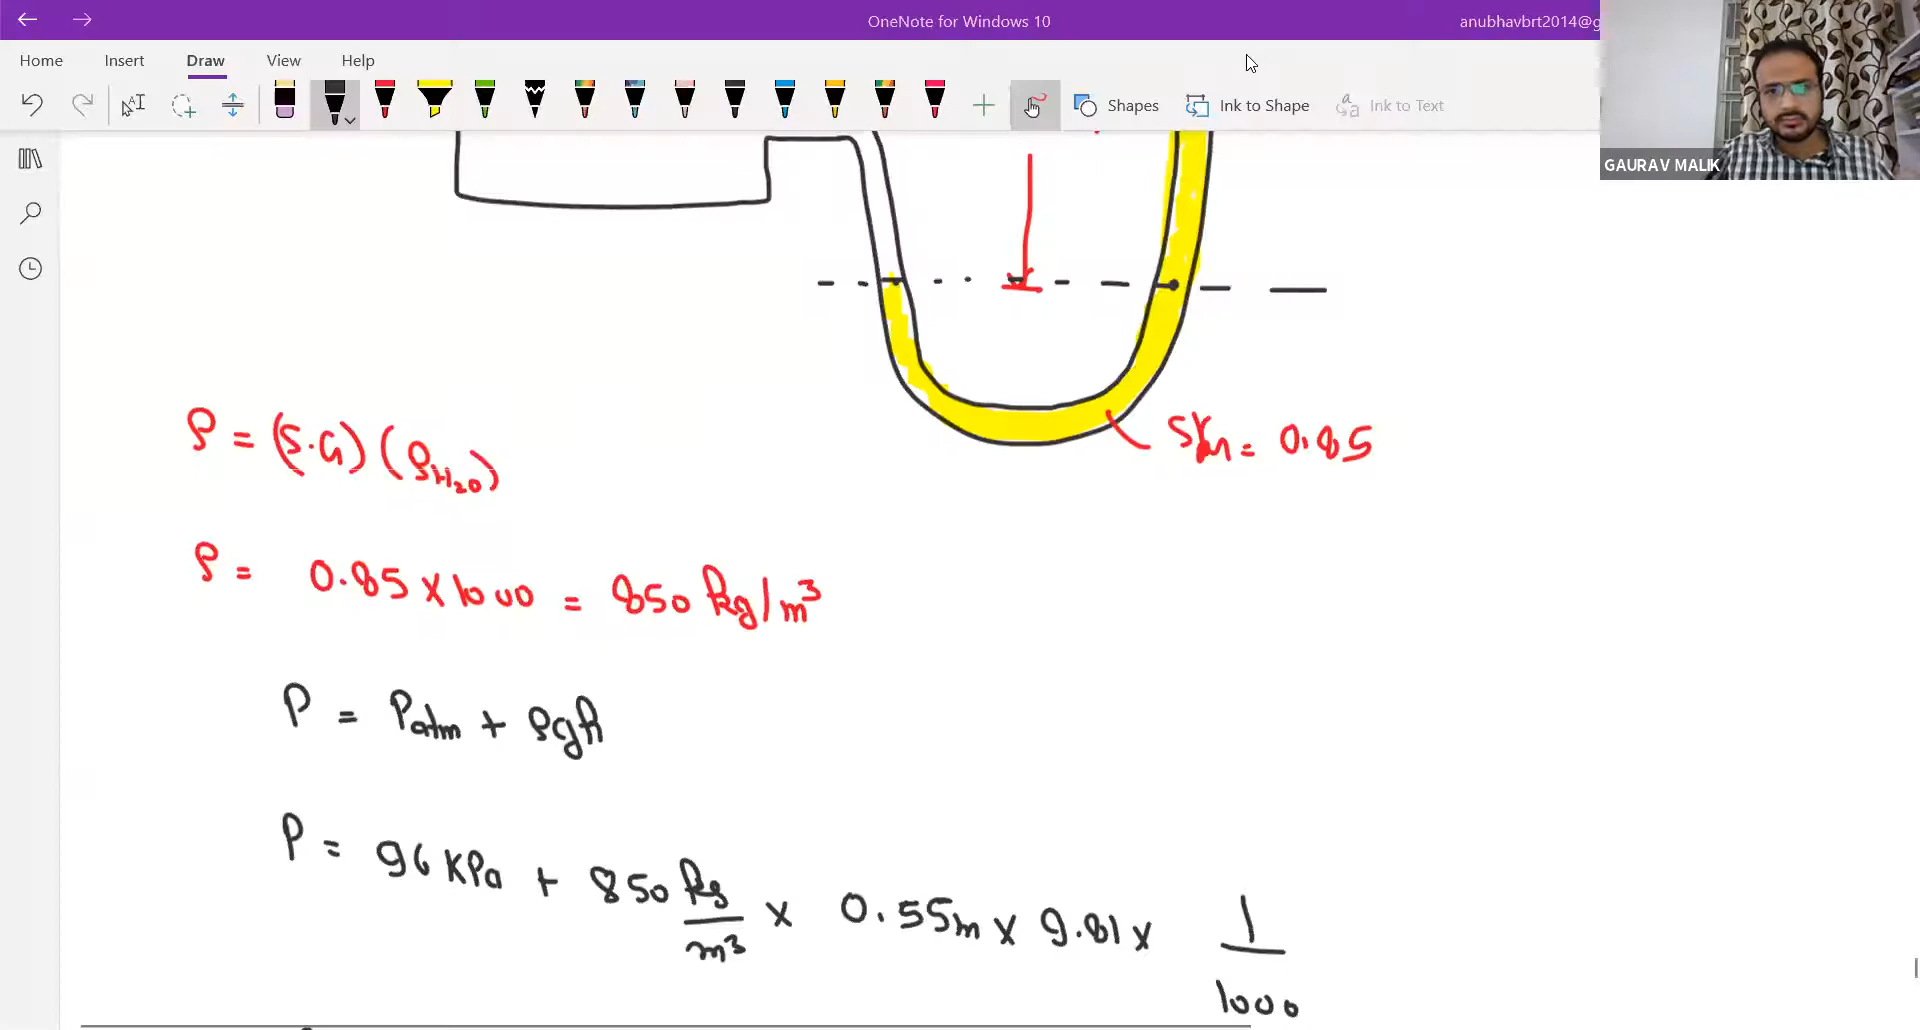 OneNote for Windows 10
anubhavbrt2014@g
Home Insert Draw View Help
Shapes Ink to Shape Ink to Text
GAURAV MALIK
ρ = (S.G) (ρH₂O)
SG = 0.85
ρ = 0.85 × 1000 = 850 kg/m³
P = Patm + ρgh
P = 96 KPa + 850 kg/m³ × 0.55m × 9.81 × 1/1000